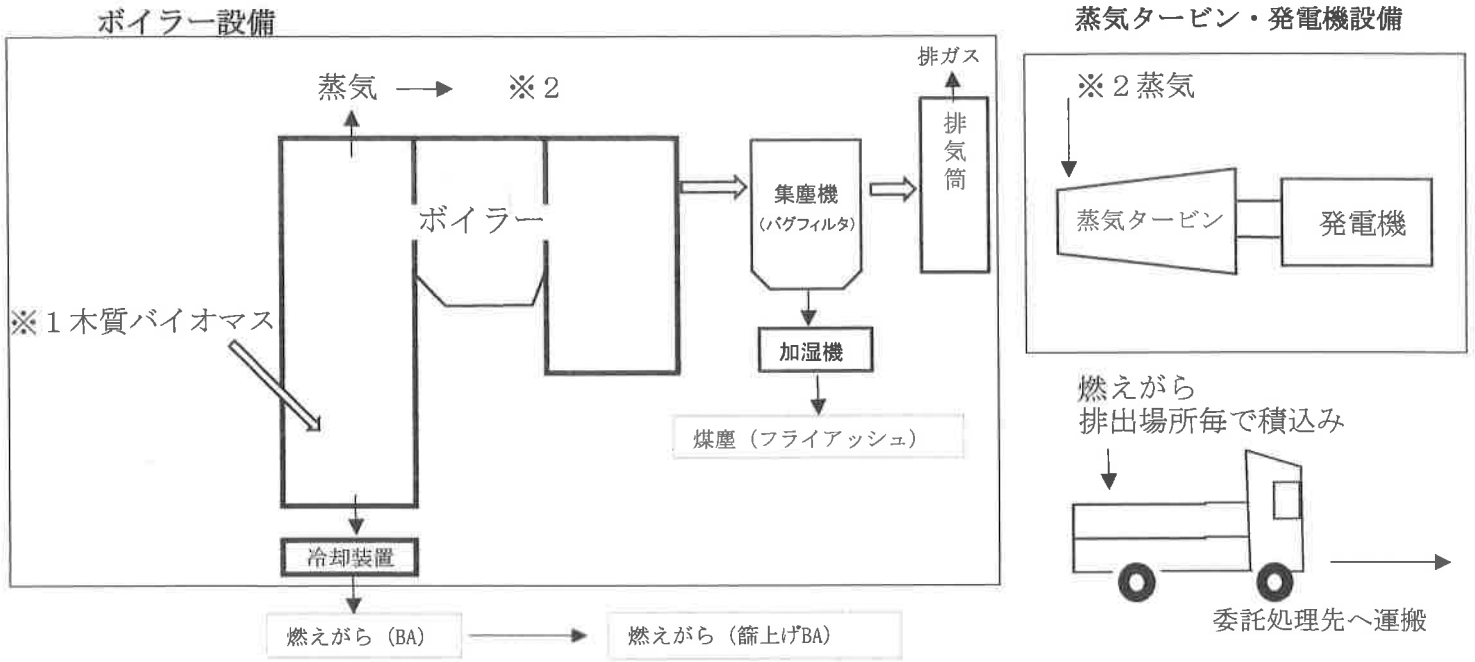 ボイラー設備
蒸気 → ※2
排ガス
排気筒
集塵機
(バグフィルタ)
ボイラー
※1木質バイオマス
加湿機
煤塵（フライアッシュ）
冷却装置
燃えがら（BA）
燃えがら（篩上げBA）
蒸気タービン・発電機設備
※2蒸気
蒸気タービン
発電機
燃えがら
排出場所毎で積込み
委託処理先へ運搬